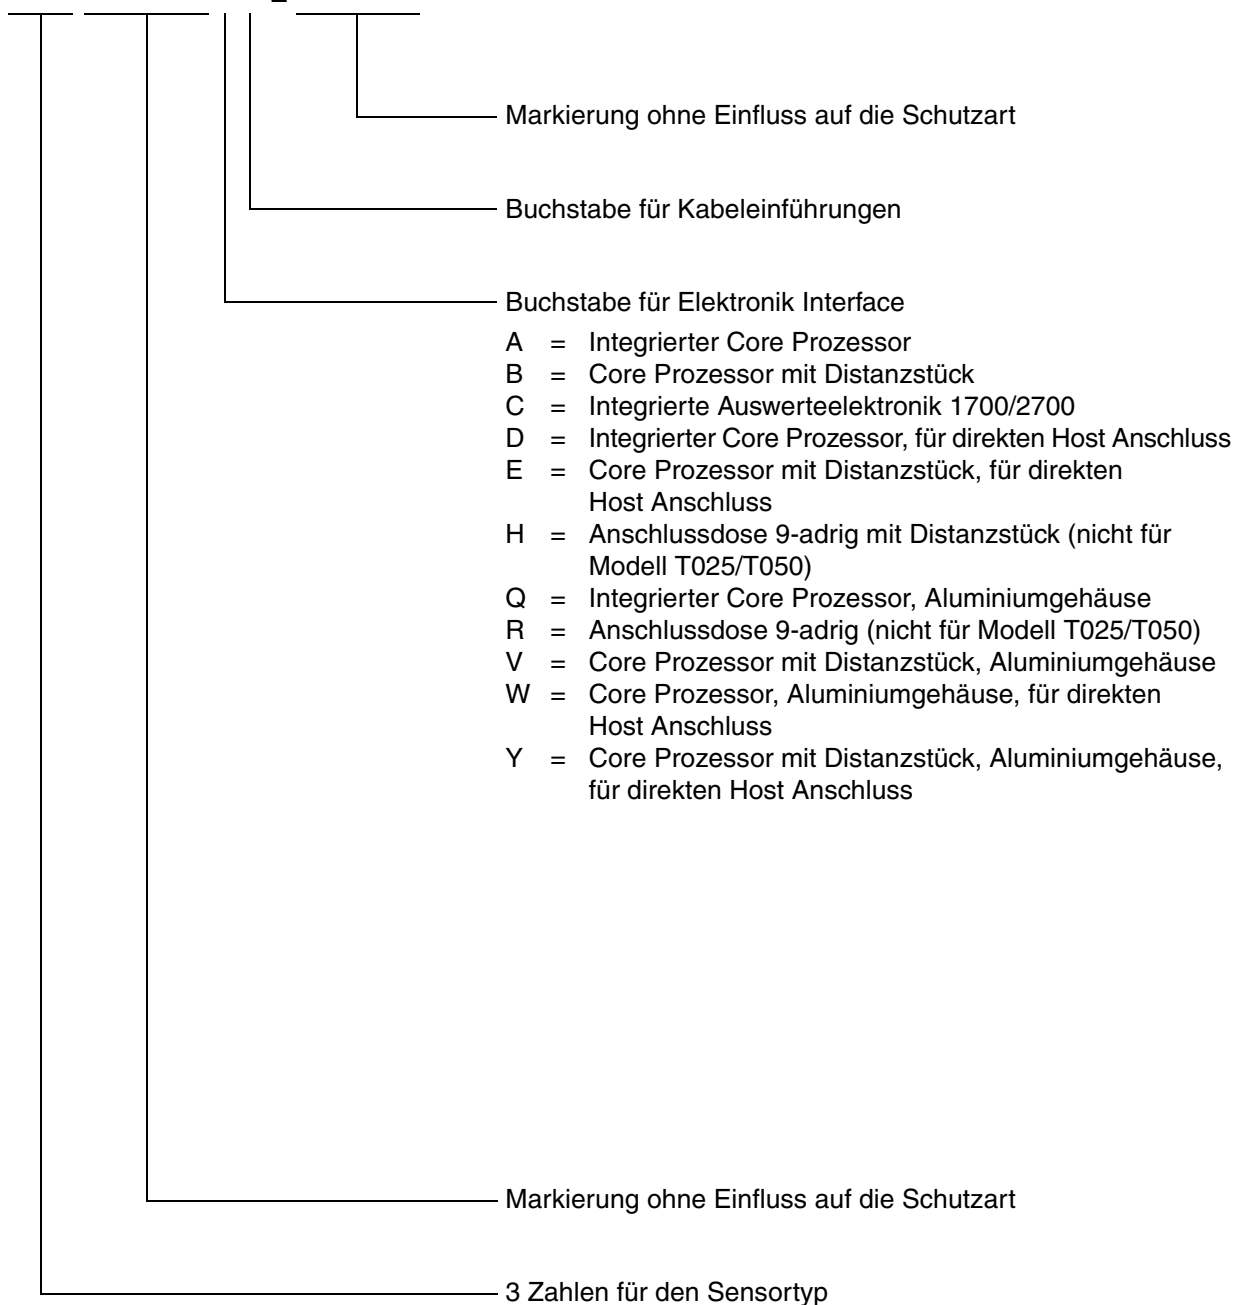 Markierung ohne Einfluss auf die Schutzart
Buchstabe für Kabeleinführungen
Buchstabe für Elektronik Interface
A = Integrierter Core Prozessor
B = Core Prozessor mit Distanzstück
C = Integrierte Auswerteelektronik 1700/2700
D = Integrierter Core Prozessor, für direkten Host Anschluss
E = Core Prozessor mit Distanzstück, für direkten
Host Anschluss
H = Anschlussdose 9-adrig mit Distanzstück (nicht für
Modell T025/T050)
Q = Integrierter Core Prozessor, Aluminiumgehäuse
R = Anschlussdose 9-adrig (nicht für Modell T025/T050)
V = Core Prozessor mit Distanzstück, Aluminiumgehäuse
W = Core Prozessor, Aluminiumgehäuse, für direkten
Host Anschluss
Y = Core Prozessor mit Distanzstück, Aluminiumgehäuse,
für direkten Host Anschluss
Markierung ohne Einfluss auf die Schutzart
3 Zahlen für den Sensortyp